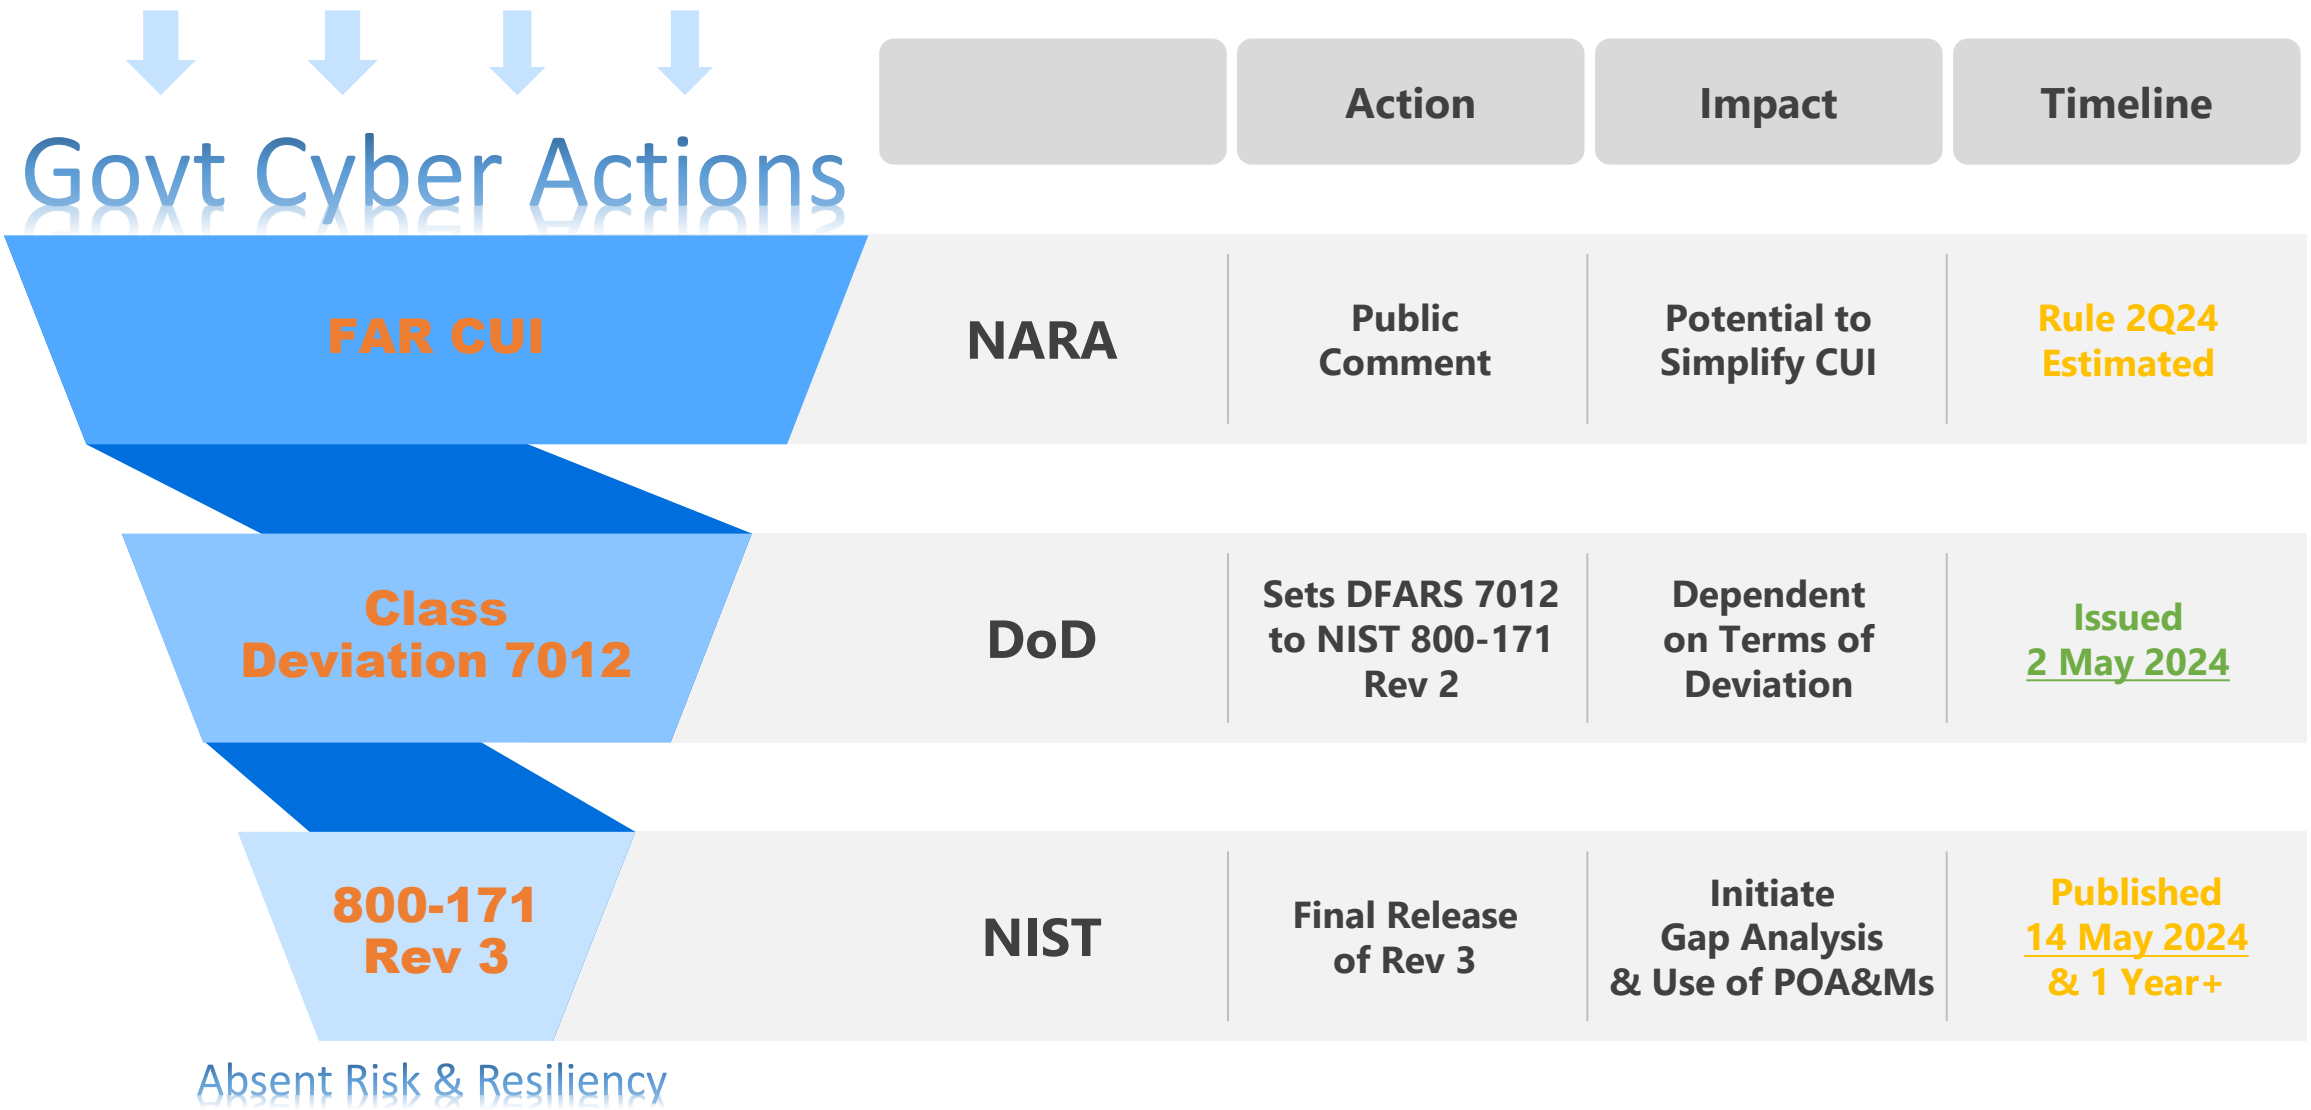 Govt Cyber Actions
Action
Impact
Timeline
FAR CUI
NARA
Public
Comment
Potential to
Simplify CUI
Rule 2Q24
Estimated
Class
Deviation 7012
DoD
Sets DFARS 7012
to NIST 800-171
Rev 2
Dependent
on Terms of
Deviation
Issued
2 May 2024
800-171
Rev 3
NIST
Final Release
of Rev 3
Initiate
Gap Analysis
& Use of POA&Ms
Published
14 May 2024
& 1 Year+
Absent Risk & Resiliency